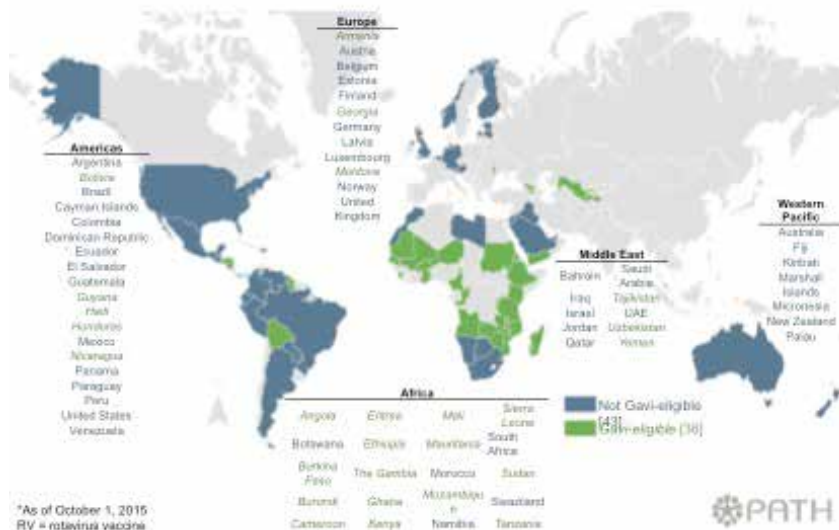 Europe
Armenia
Austria
Belgium
Estonia
Finland
Georgia
Germany
Latvia
Luxembourg
Moldova
Norway
United
Kingdom
Americas
Argentina
Bolivia
Brazil
Cayman Islands
Colombia
Dominican Republic
Ecuador
El Salvador
Guatemala
Guyana
Haiti
Honduras
Mexico
Nicaragua
Panama
Paraguay
Peru
United States
Venezuela
Western
Pacific
Australia
Fiji
Kiribati
Marshall
Islands
Micronesia
New Zealand
Palau
Middle East
Bahrain Saudi
Arabia
Iraq Tajikistan
Israel UAE
Jordan Uzbekistan
Qatar Yemen
Africa
Angola Eritrea Mali Sierra
Leone
Botswana Ethiopia Mauritania South
Africa
Burkina
Faso The Gambia Morocco Sudan
Burundi Ghana Mozambiqu
e Swaziland
Cameroon Kenya Namibia Tanzania
Not Gavi-eligible
[43]
Gavi-eligible [38]
*As of October 1, 2015
RV = rotavirus vaccine
PATH